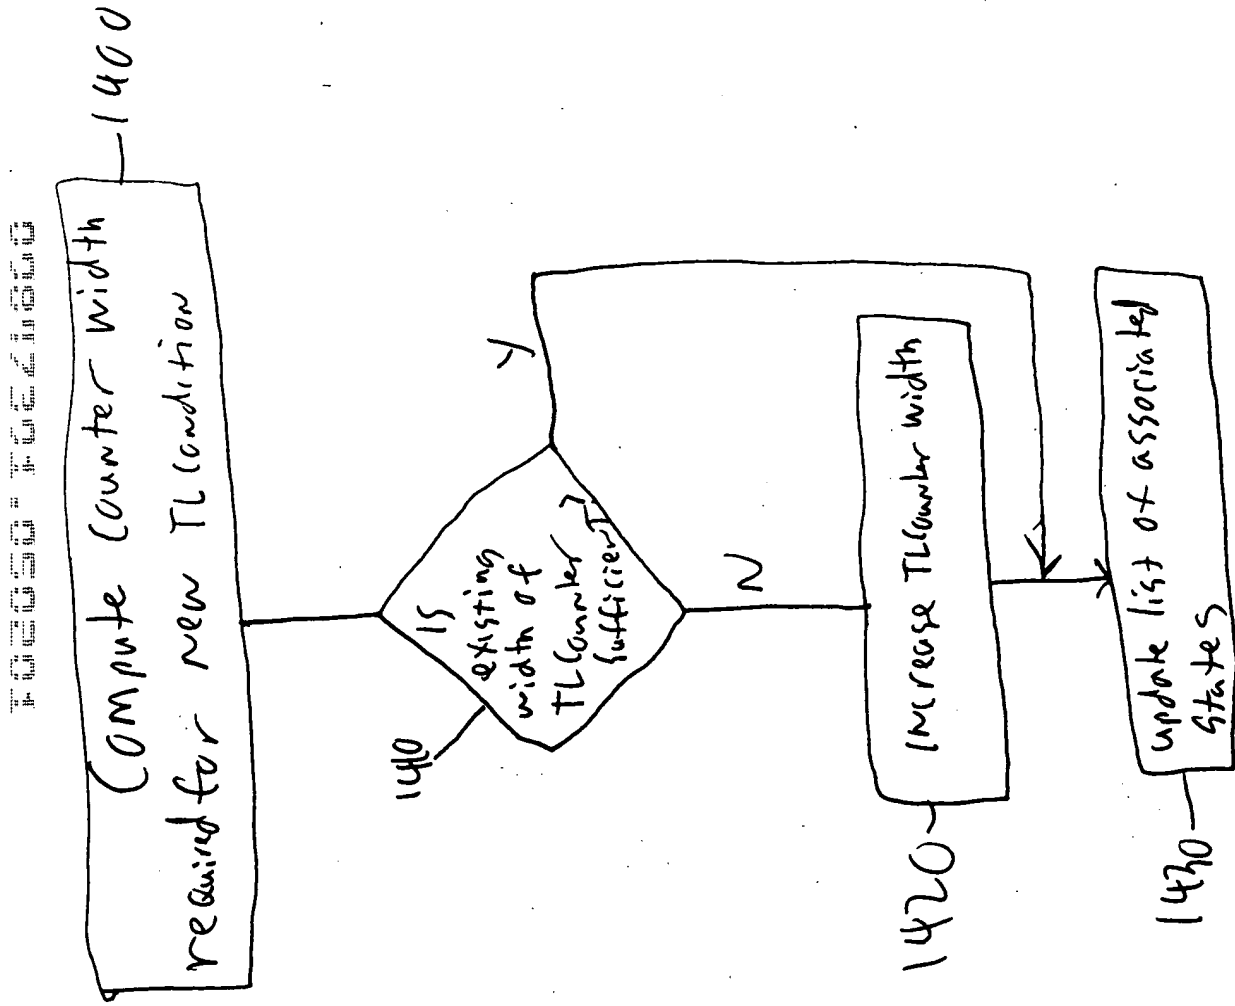 1400
Compute Counter width
required for new TLCondition
1410
Is
existing
width of
TLCounter
Sufficient?
Y
N
1420
Increase TLCounter width
1430
update list of associated
States